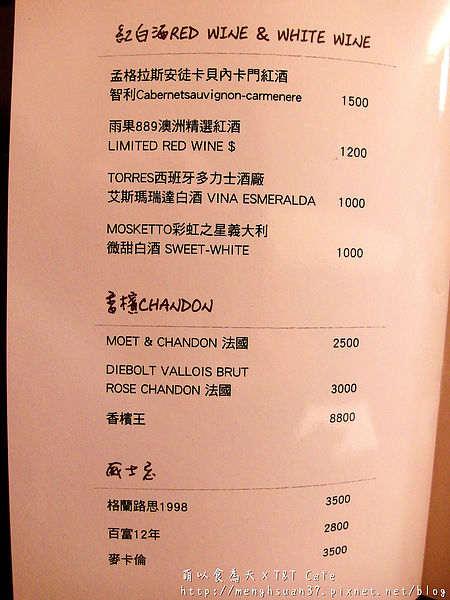 紅白酒RED WINE & WHITE WINE
孟格拉斯安徒卡貝內卡門紅酒
智利Cabernetsauvignon-carmenere 1500
雨果889澳洲精選紅酒
LIMITED RED WINE $ 1200
TORRES西班牙多力士酒廠
艾斯瑪瑞達白酒 VINA ESMERALDA 1000
MOSKETTO彩虹之星義大利
微甜白酒 SWEET-WHITE 1000
香檳CHANDON
MOET & CHANDON 法國 2500
DIEBOLT VALLOIS BRUT
ROSE CHANDON 法國 3000
香檳王 8800
威士忌
格蘭路思1998 3500
百富12年 2800
麥卡倫 3500
萌以食為天 x T&T Cafe
http://menghsuan37.pixnet.net/blog